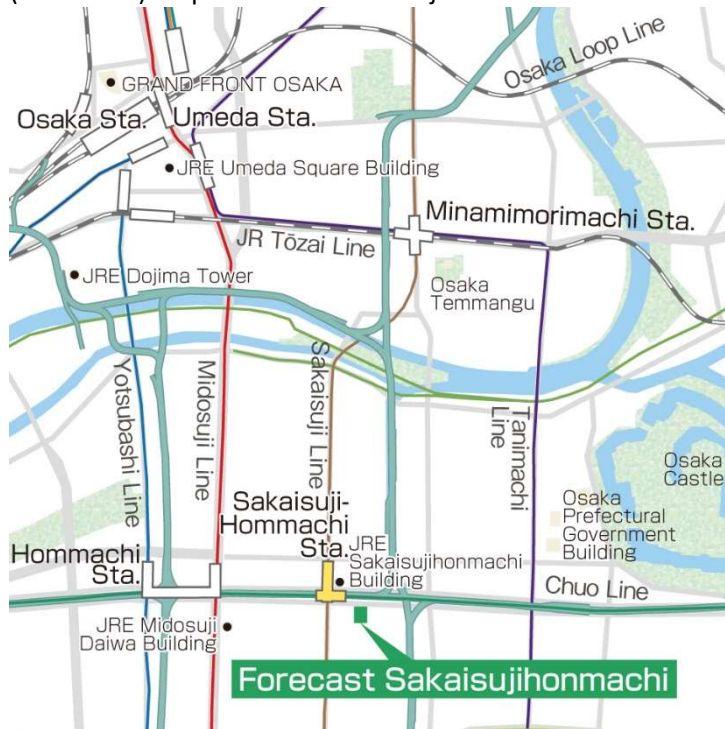 Osaka Loop Line
GRAND FRONT OSAKA
Osaka Sta.
Umeda Sta.
JRE Umeda Square Building
Minamimorimachi Sta.
JR Tōzai Line
JRE Dojima Tower
Osaka
Temmangu
Yotsubashi Line
Midosuji Line
Sakaisuji Line
Tanimachi
Line
Osaka
Castle
Sakaisuji-
Hommachi
Sta.
Osaka
Prefectural
Government
Building
Hommachi
Sta.
JRE
Sakaisujihonmachi
Building
Chuo Line
JRE Midosuji
Daiwa Building
Forecast Sakaisujihonmachi